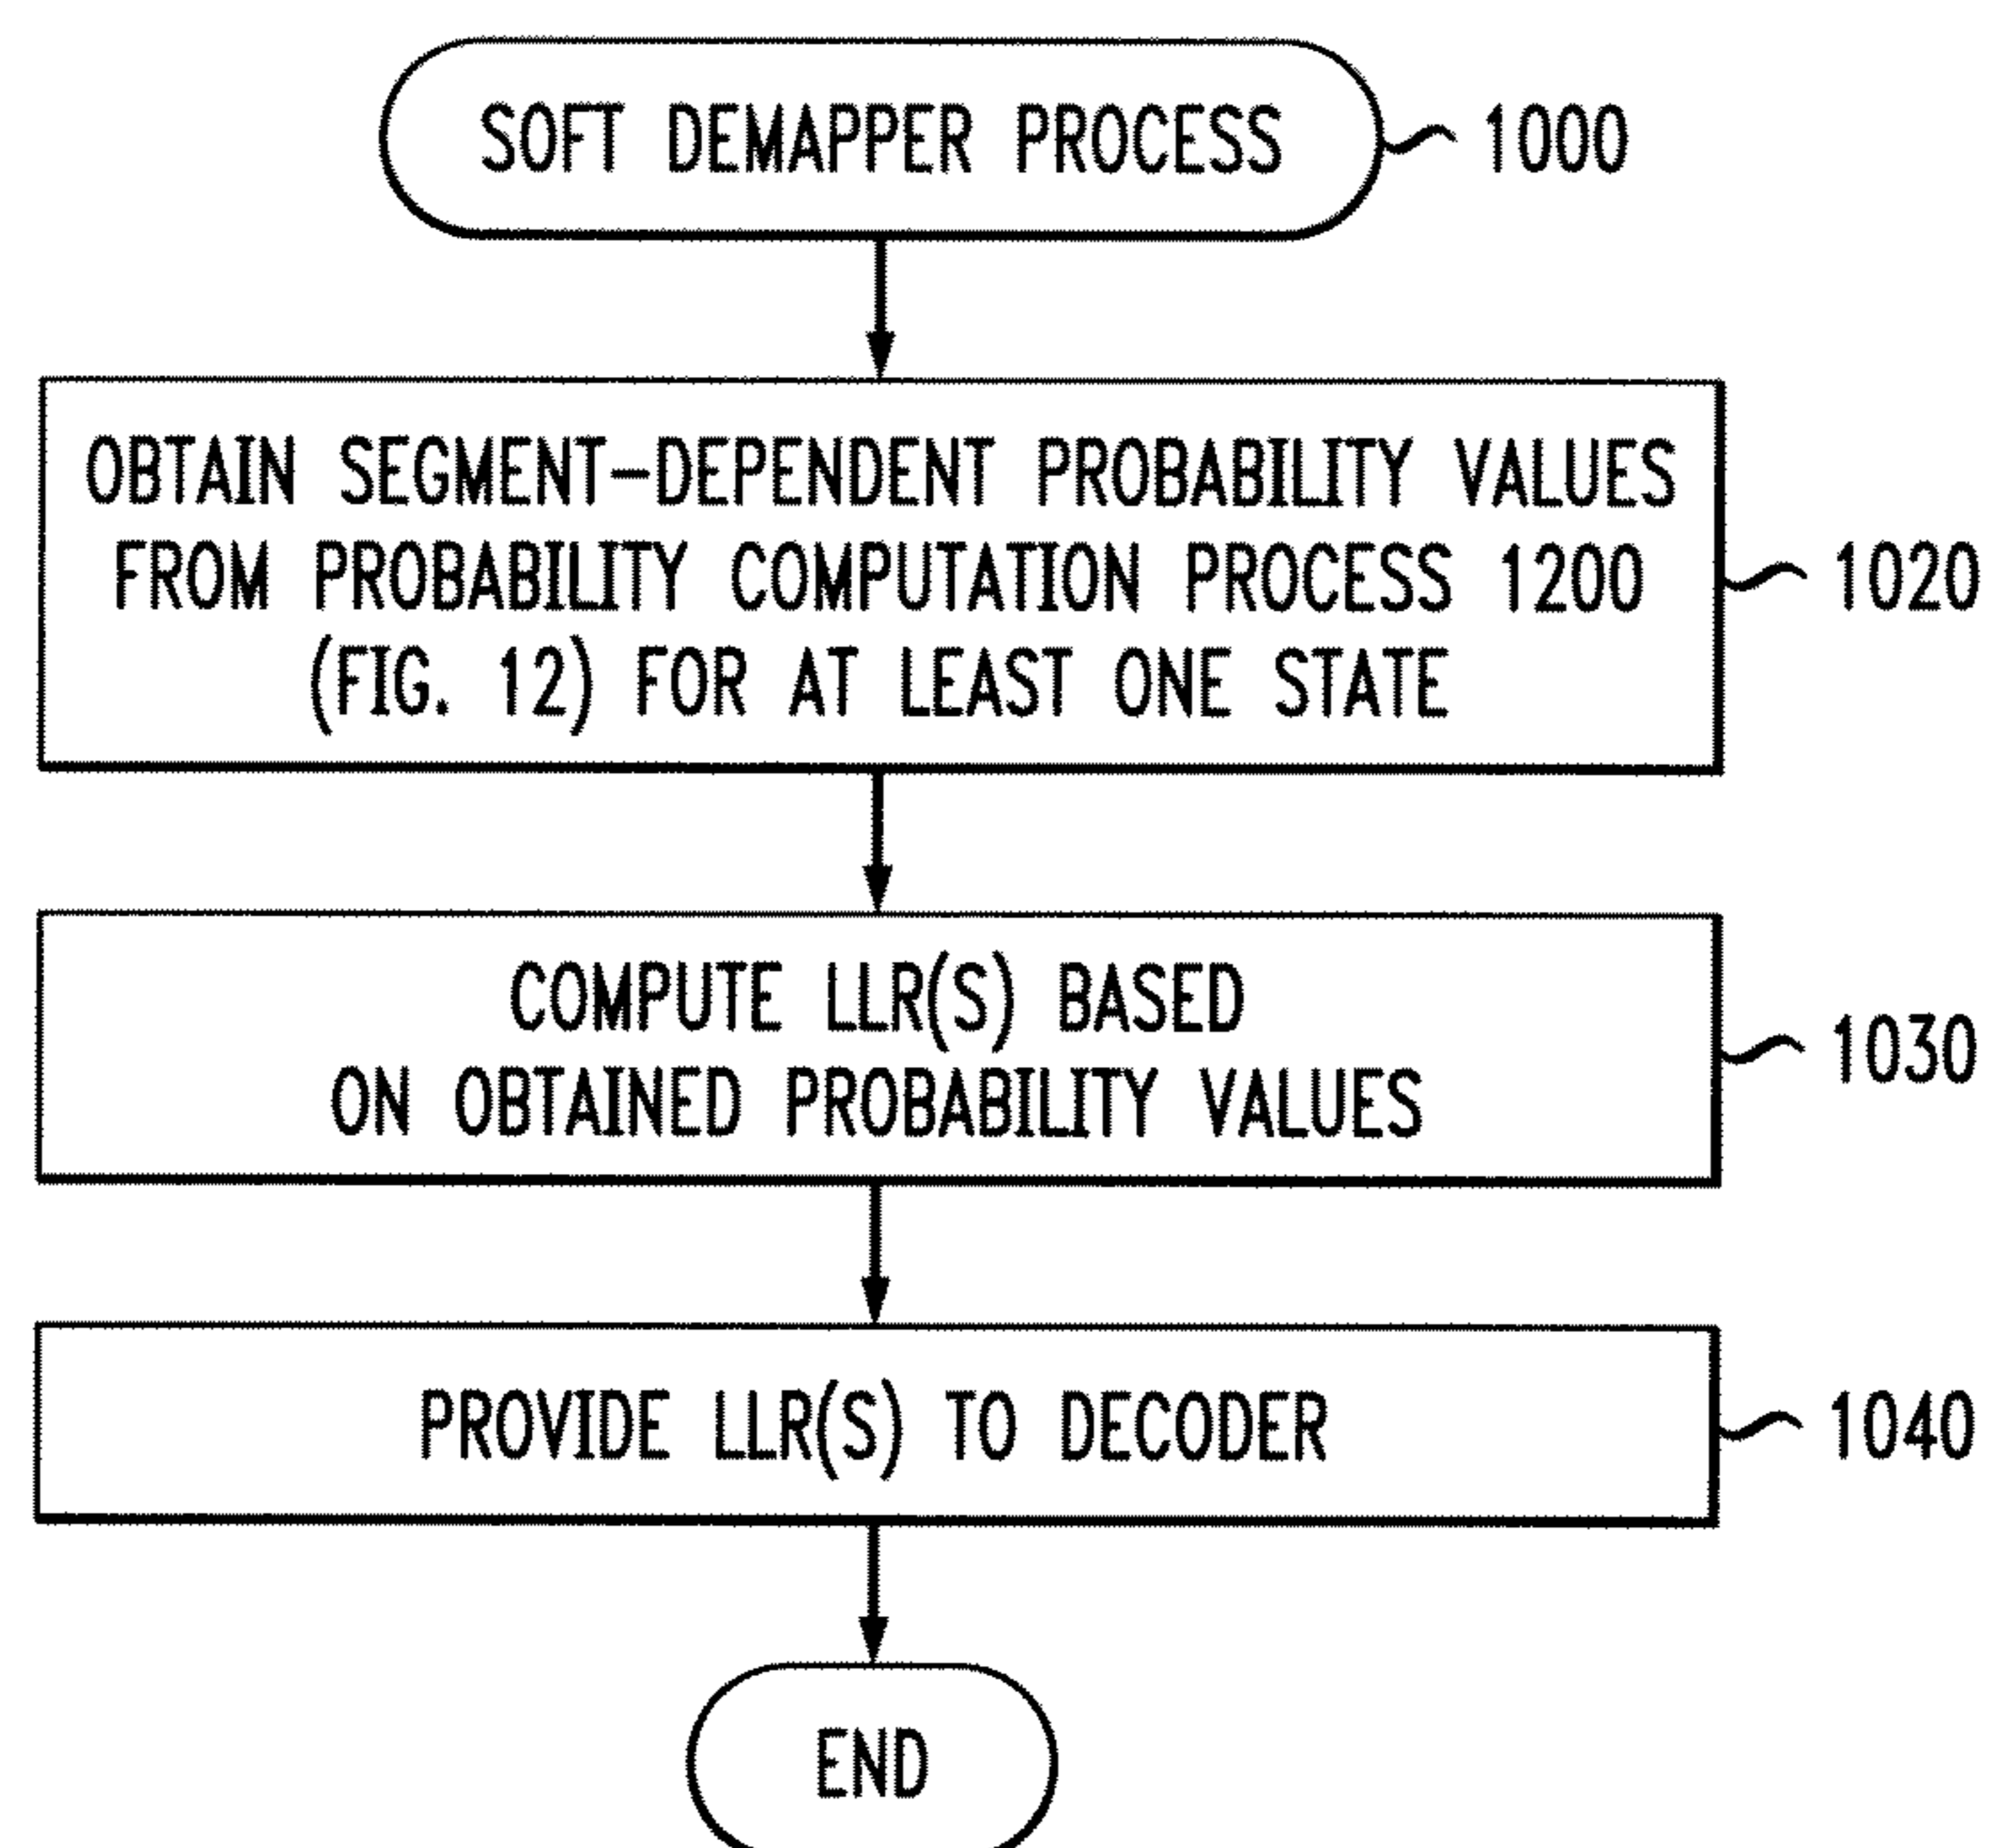 SOFT DEMAPPER PROCESS
1000
OBTAIN SEGMENT-DEPENDENT PROBABILITY VALUES
FROM PROBABILITY COMPUTATION PROCESS 1200
(FIG. 12) FOR AT LEAST ONE STATE
1020
COMPUTE LLR(S) BASED
ON OBTAINED PROBABILITY VALUES
1030
PROVIDE LLR(S) TO DECODER
1040
END